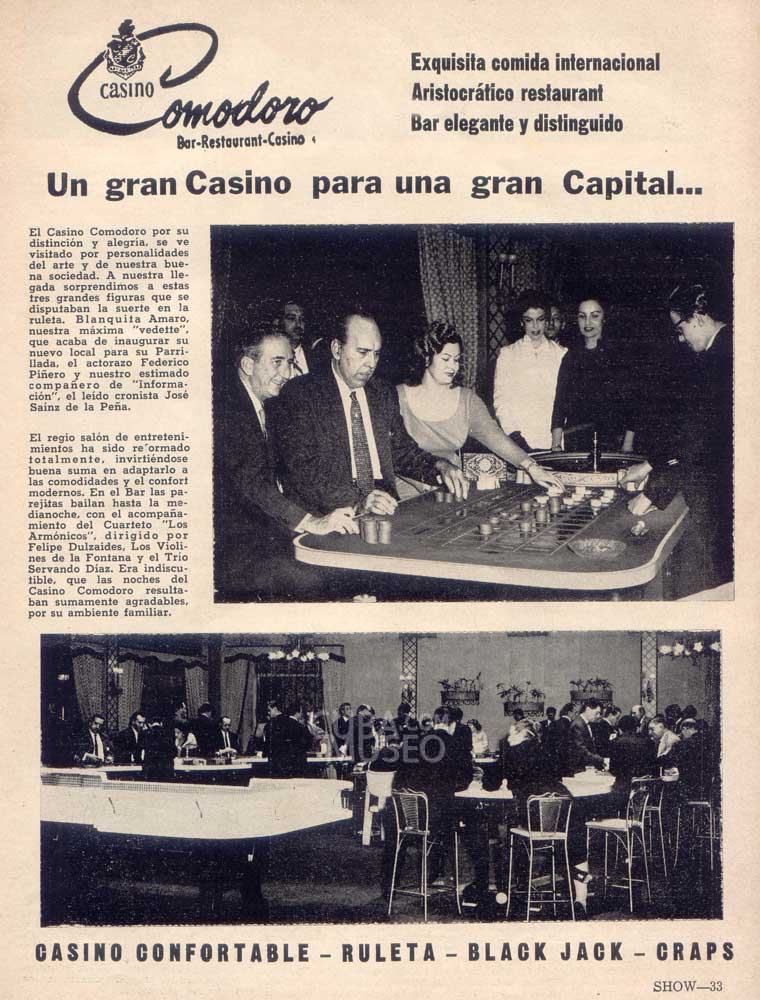 CASINO
Comodoro
Bar-Restaurant-Casino
Exquisita comida internacional
Aristocrático restaurant
Bar elegante y distinguido
Un gran Casino para una gran Capital...
El Casino Comodoro por su
distinción y alegría, se ve
visitado por personalidades
del arte y de nuestra bue-
na sociedad. A nuestra lle-
gada sorprendimos a estas
tres grandes figuras que se
disputaban la suerte en la
ruleta. Blanquita Amaro,
nuestra máxima "vedette",
que acaba de inaugurar su
nuevo local para su Parri-
llada, el actorazo Federico
Piñero y nuestro estimado
compañero de "Informa-
ción", el leído cronista José
Sainz de la Peña.
El regio salón de entreteni-
mientos ha sido re ormado
totalmente, invirtiéndose
buena suma en adaptarlo a
las comodidades y el confort
modernos. En el Bar las pa-
rejitas bailan hasta la me-
dianoche, con el acompaña-
miento del Cuarteto "Los
Armónicos", dirigido por
Felipe Dulzaides, Los Violi-
nes de la Fontana y el Trío
Servando Díaz. Era indiscu-
tible, que las noches del
Casino Comodoro resulta-
ban sumamente agradables,
por su ambiente familiar.
MUSEO
CASINO CONFORTABLE – RULETA – BLACK JACK – CRAPS
SHOW—33